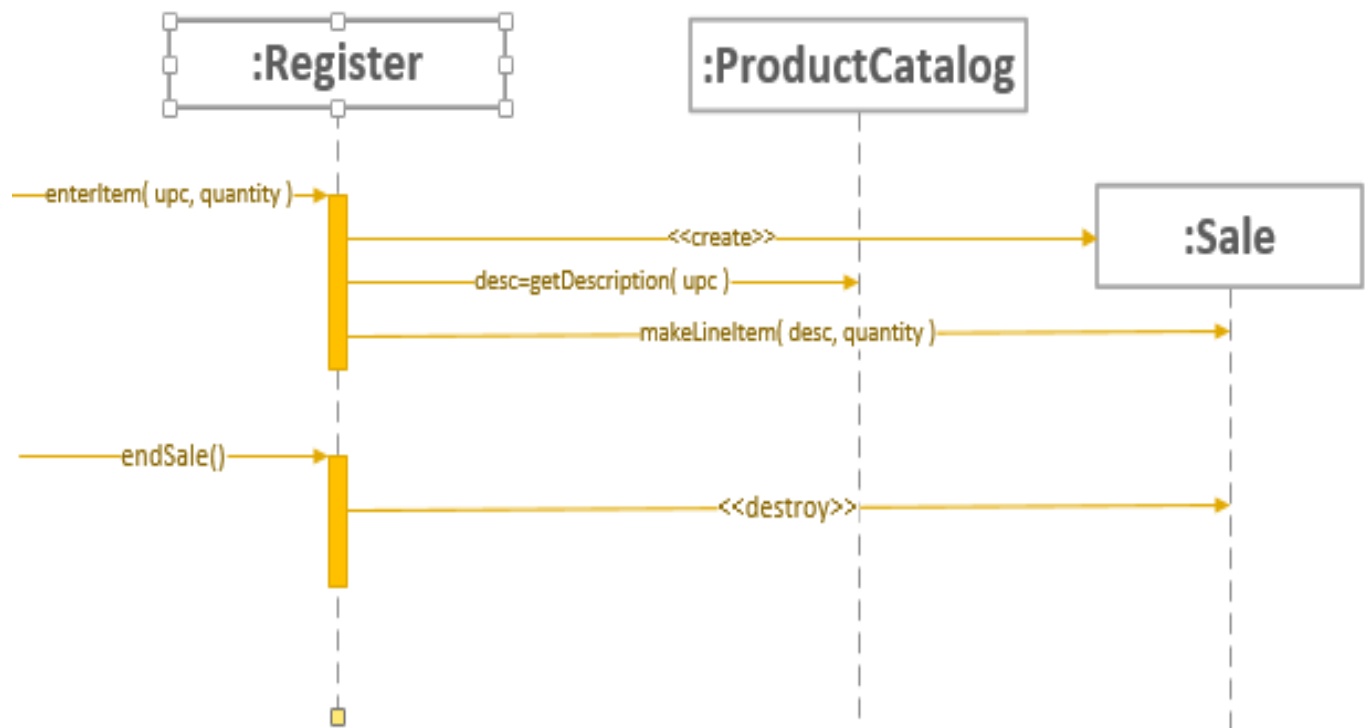 :Register
:ProductCatalog
enterItem( upc, quantity )
<<create>>
:Sale
desc=getDescription( upc )
makeLineItem( desc, quantity )
endSale()
<<destroy>>